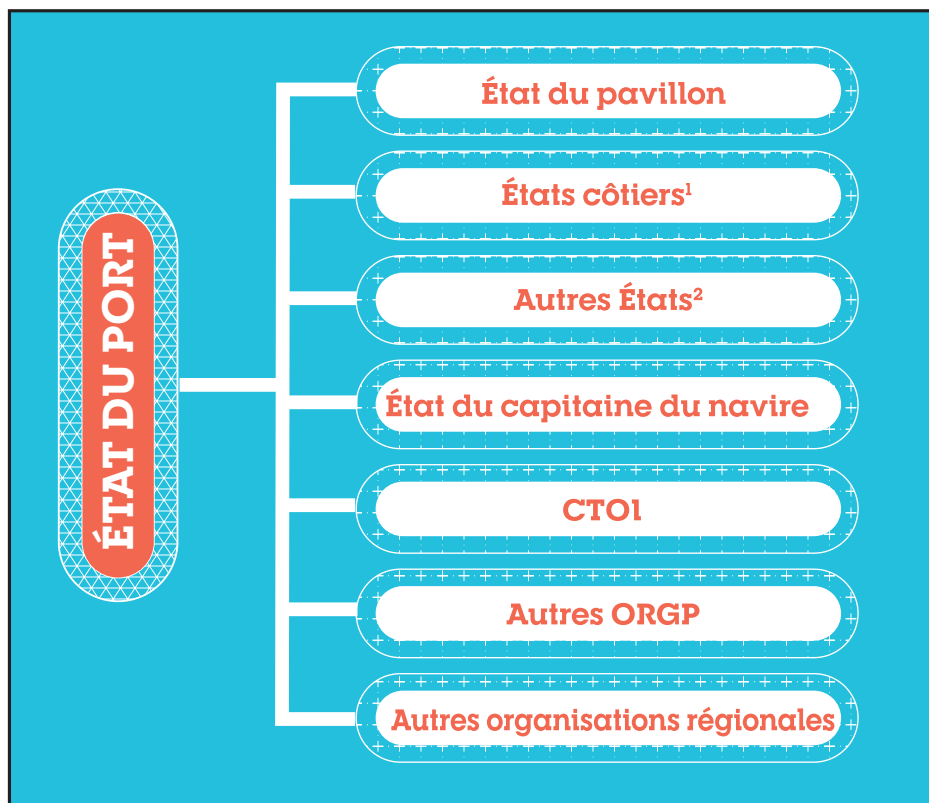 ÉTAT DU PORT
État du pavillon
États côtiers¹
Autres États²
État du capitaine du navire
CTOI
Autres ORGP
Autres organisations régionales